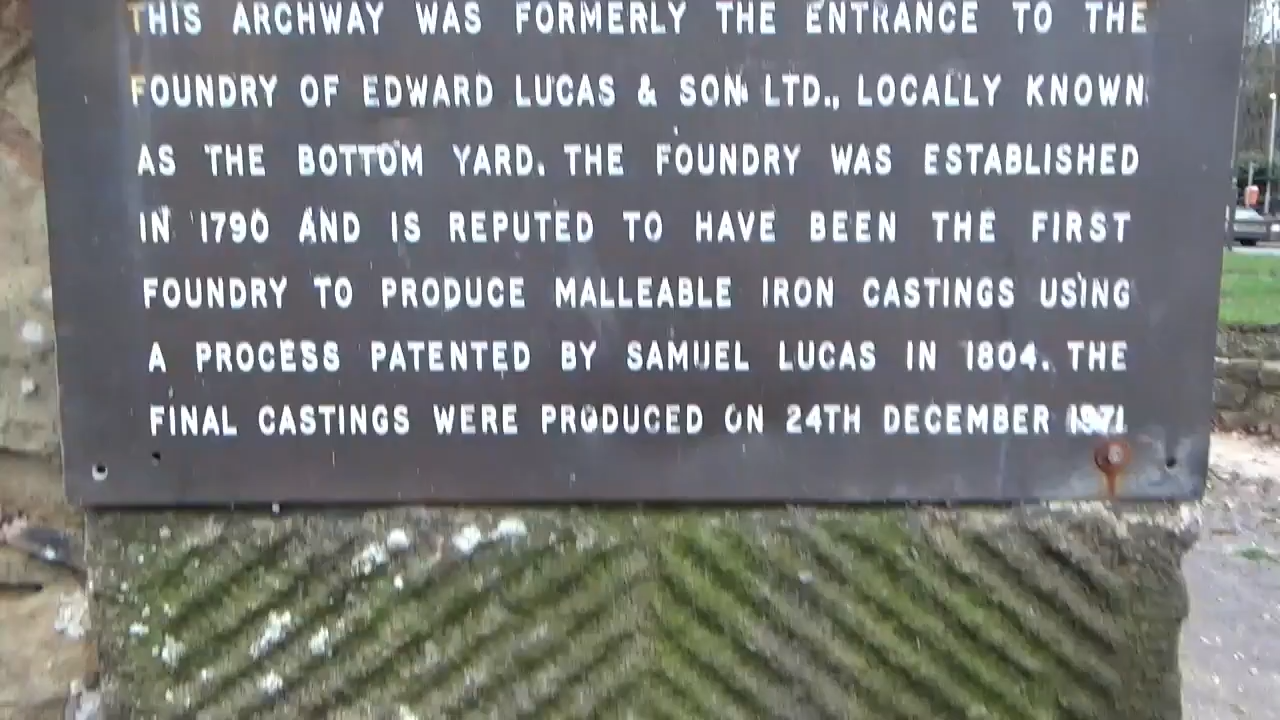 THIS ARCHWAY WAS FORMERLY THE ENTRANCE TO THE
FOUNDRY OF EDWARD LUCAS & SON LTD., LOCALLY KNOWN
AS THE BOTTOM YARD. THE FOUNDRY WAS ESTABLISHED
IN 1790 AND IS REPUTED TO HAVE BEEN THE FIRST
FOUNDRY TO PRODUCE MALLEABLE IRON CASTINGS USING
A PROCESS PATENTED BY SAMUEL LUCAS IN 1804. THE
FINAL CASTINGS WERE PRODUCED ON 24TH DECEMBER 1971